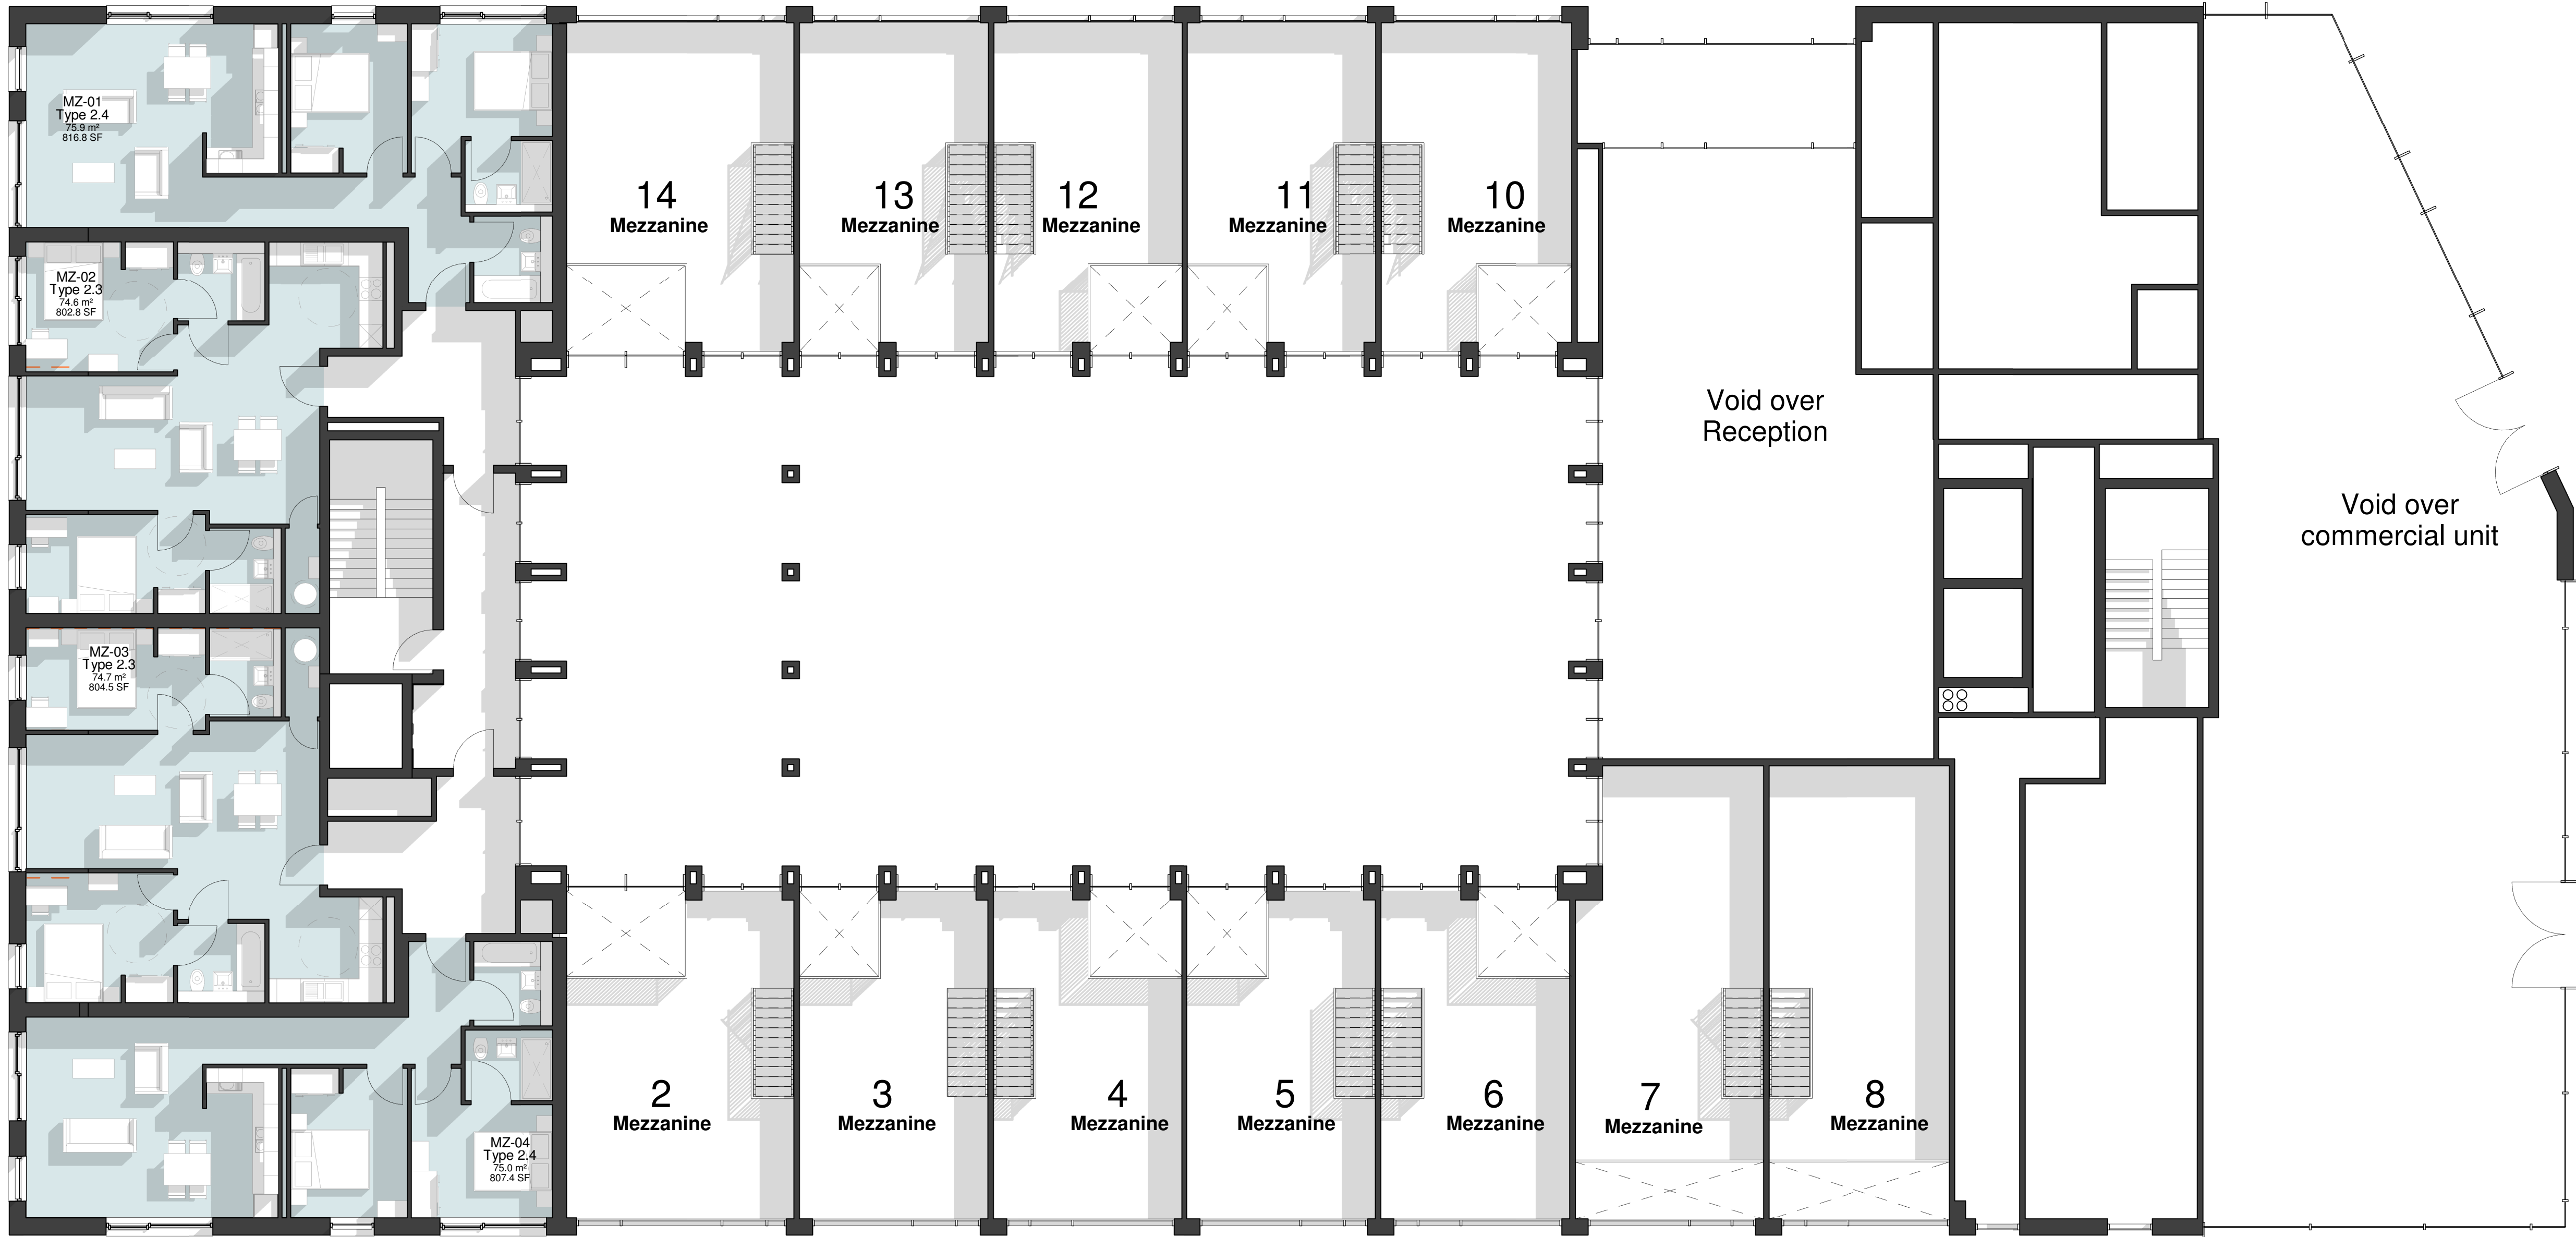 MZ-01
Type 2.4
75.9 m²
816.8 SF
14
Mezzanine
13
Mezzanine
12
Mezzanine
11
Mezzanine
10
Mezzanine
MZ-02
Type 2.3
74.6 m²
802.8 SF
Void over
Reception
Void over
commercial unit
MZ-03
Type 2.3
74.7 m²
804.5 SF
2
Mezzanine
3
Mezzanine
4
Mezzanine
5
Mezzanine
6
Mezzanine
7
Mezzanine
8
Mezzanine
MZ-04
Type 2.4
75.0 m²
807.4 SF